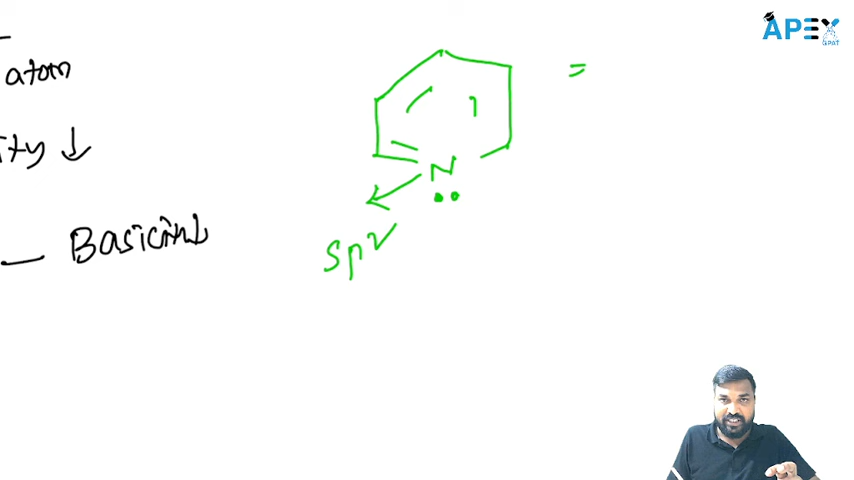 APEX
GPAT
atom
ity ↓
— Basicity
N
sp²
=